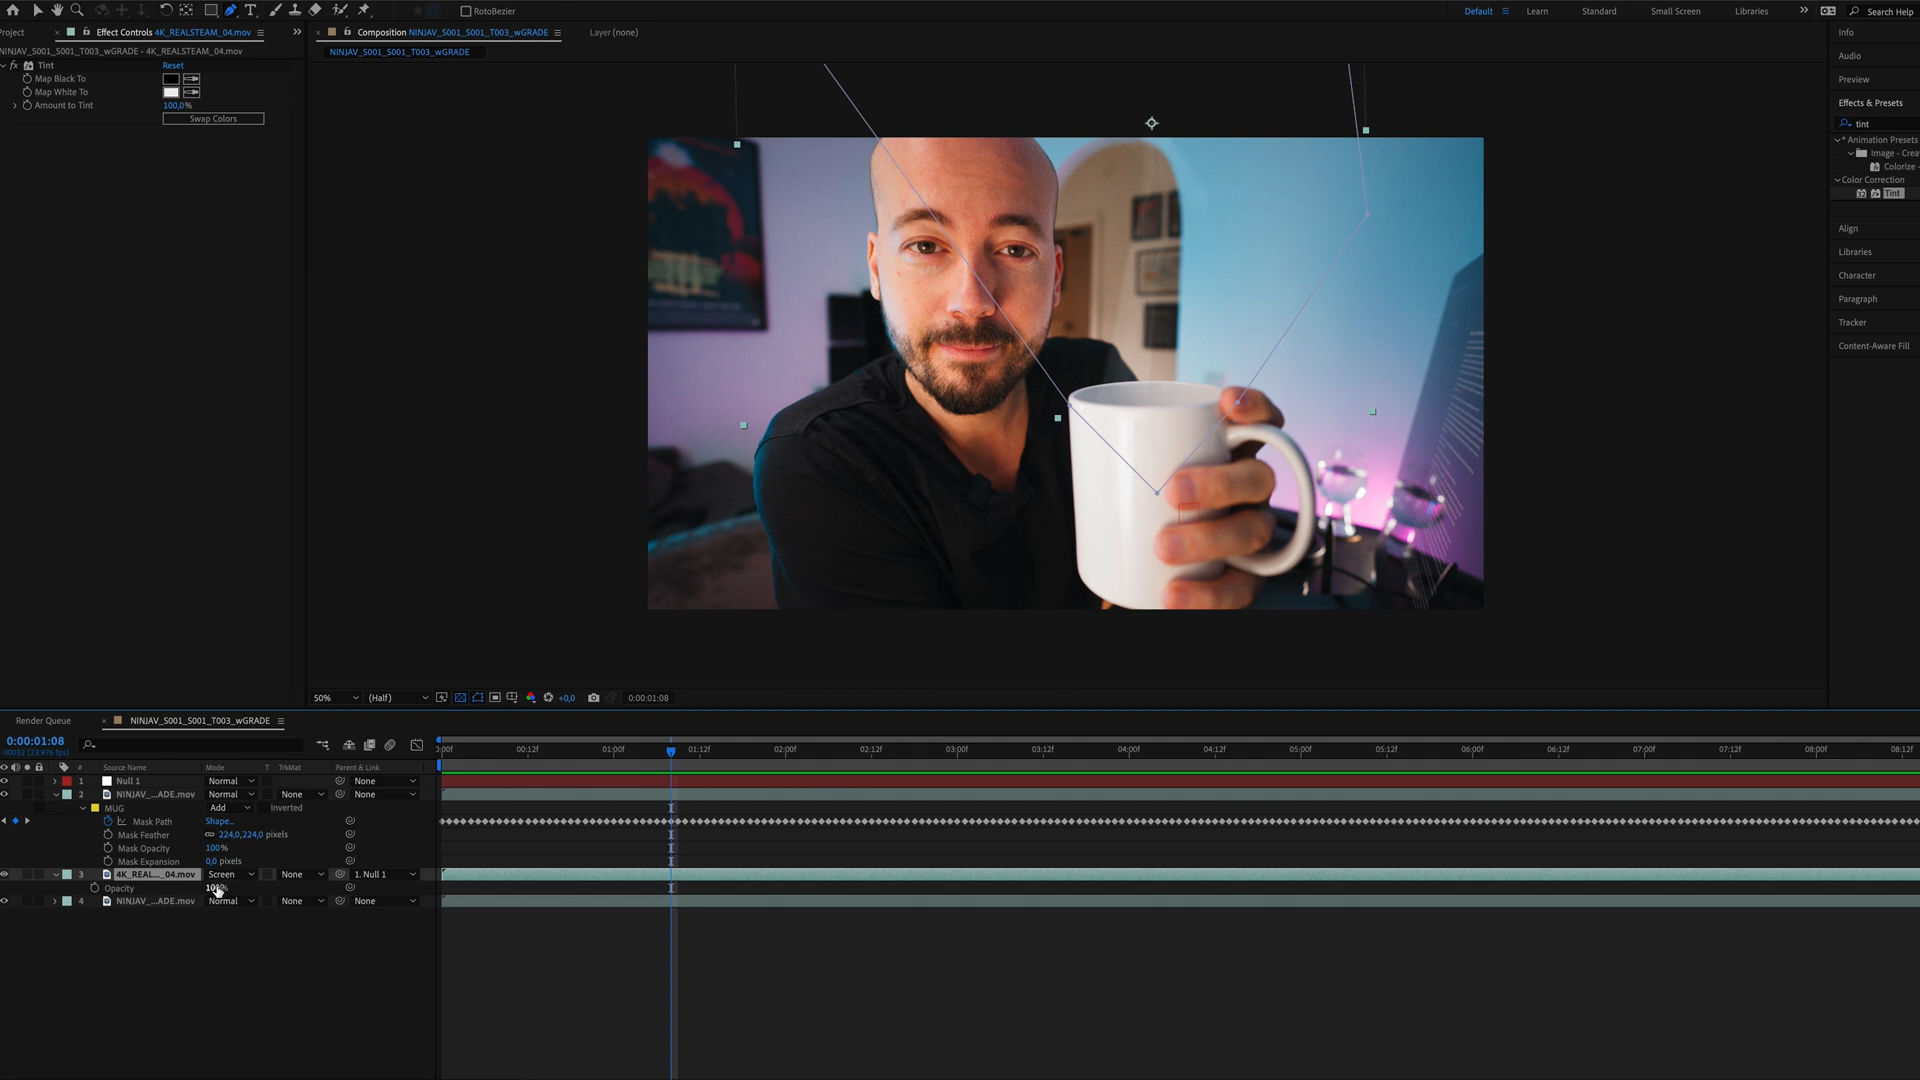 RotoBezier
Default
Learn
Standard
Small Screen
Libraries
Search Help
Project
Effect Controls 4K_REALSTEAM_04.mov
Composition NINJAV_S001_S001_T003_wGRADE
Layer (none)
Info
NINJAV_S001_S001_T003_wGRADE - 4K_REALSTEAM_04.mov
NINJAV_S001_S001_T003_wGRADE
Audio
fx Tint Reset
Map Black To
Map White To
Amount to Tint 100,0%
Swap Colors
Preview
Effects & Presets
tint
* Animation Presets
Image - Crea
Colorize -
Color Correction
32 Tint
Align
Libraries
Character
Paragraph
Tracker
Content-Aware Fill
50% (Half) +0,0 0:00:01:08
Render Queue
NINJAV_S001_S001_T003_wGRADE
0:00:01:08
00032 (23.976 fps)
:00f 00:12f 01:00f 01:12f 02:00f 02:12f 03:00f 03:12f 04:00f 04:12f 05:00f 05:12f 06:00f 06:12f 07:00f 07:12f 08:00f 08:12f
# Source Name Mode T TrkMat Parent & Link
1 Null 1 Normal None
2 NINJAV_...ADE.mov Normal None None
MUG Add Inverted
Mask Path Shape...
Mask Feather 224,0,224,0 pixels
Mask Opacity 100%
Mask Expansion 0,0 pixels
3 4K_REAL..._04.mov Screen None 1. Null 1
Opacity 100%
4 NINJAV_...ADE.mov Normal None None